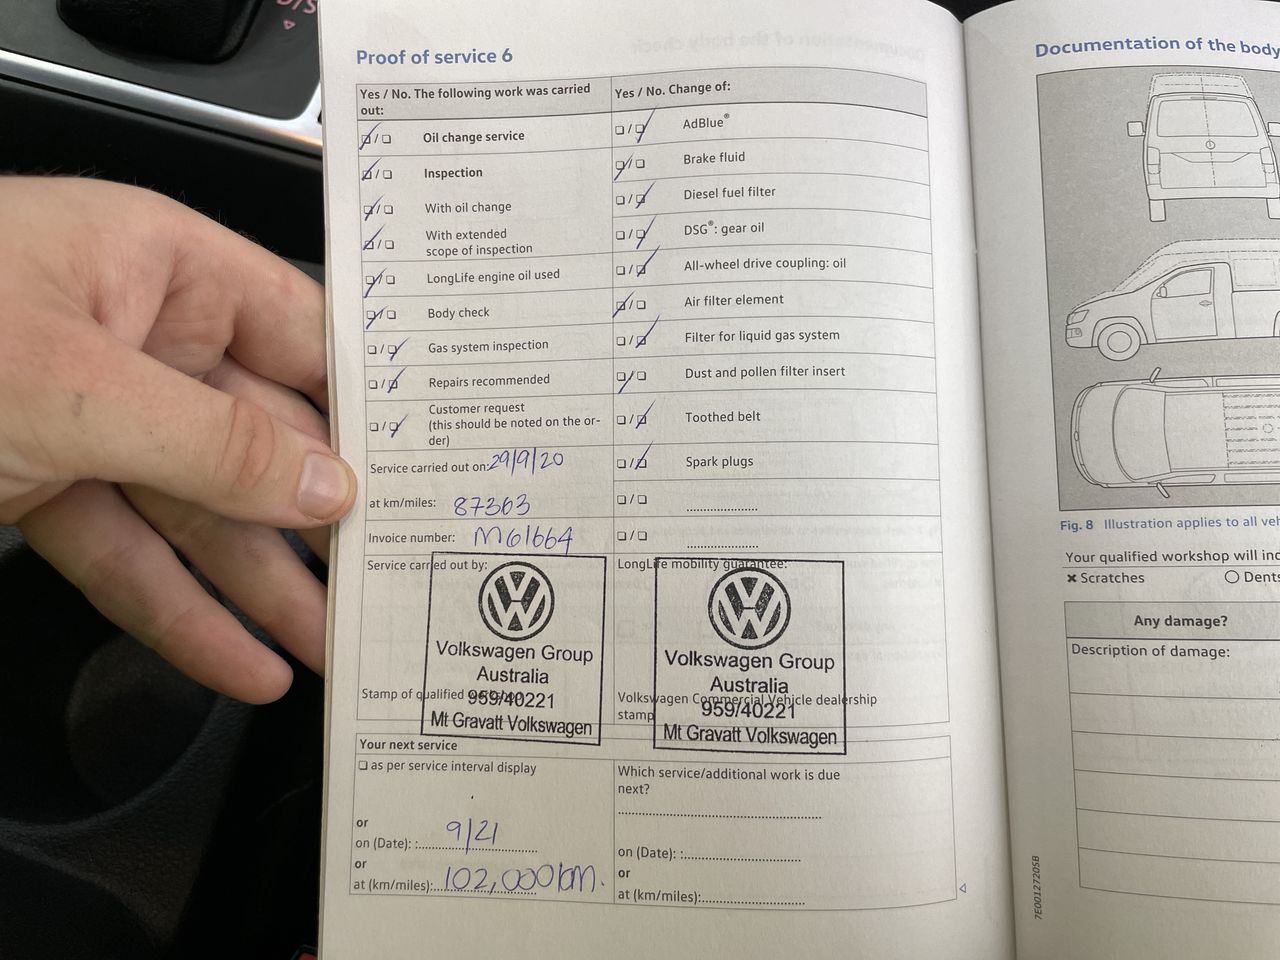 Proof of service 6
Yes / No. The following work was carried
out:
Yes / No. Change of:
Oil change service
AdBlue®
Inspection
Brake fluid
With oil change
Diesel fuel filter
With extended
scope of inspection
DSG®: gear oil
LongLife engine oil used
All-wheel drive coupling: oil
Body check
Air filter element
Gas system inspection
Filter for liquid gas system
Repairs recommended
Dust and pollen filter insert
Customer request
(this should be noted on the or-
der)
Toothed belt
Service carried out on: 29/9/20
Spark plugs
at km/miles: 87363
Invoice number: M61664
Service carried out by:
LongLife mobility guarantee:
Volkswagen Group
Australia
959/40221
Mt Gravatt Volkswagen
Stamp of qualified workshop
Volkswagen Group
Australia
959/40221
Mt Gravatt Volkswagen
Volkswagen Commercial Vehicle dealership
stamp
Your next service
as per service interval display
or
on (Date): 9/21
or
at (km/miles): 102,000km.
Which service/additional work is due
next?
on (Date):
or
at (km/miles):
Documentation of the body
Fig. 8 Illustration applies to all veh
Your qualified workshop will inc
× Scratches
Dents
Any damage?
Description of damage:
7E0012720SB